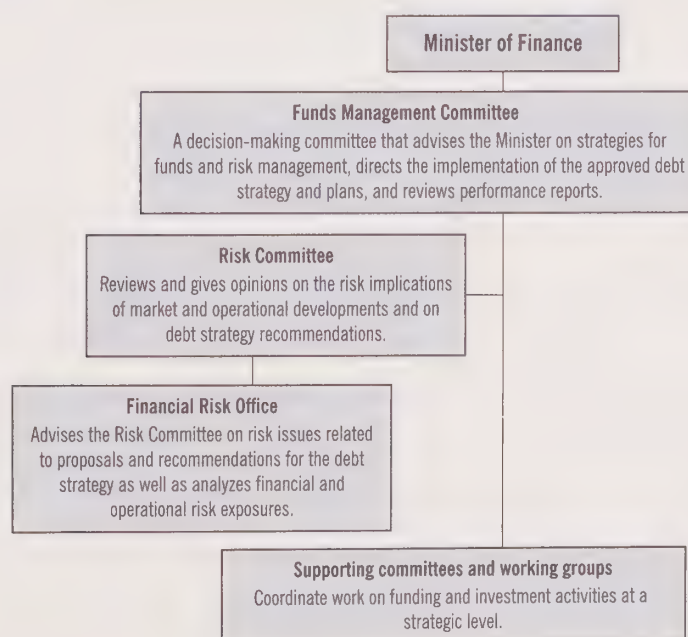 Minister of Finance
Funds Management Committee
A decision-making committee that advises the Minister on strategies for
funds and risk management, directs the implementation of the approved debt
strategy and plans, and reviews performance reports.
Risk Committee
Reviews and gives opinions on the risk implications
of market and operational developments and on
debt strategy recommendations.
Financial Risk Office
Advises the Risk Committee on risk issues related
to proposals and recommendations for the debt
strategy as well as analyzes financial and
operational risk exposures.
Supporting committees and working groups
Coordinate work on funding and investment activities at a
strategic level.